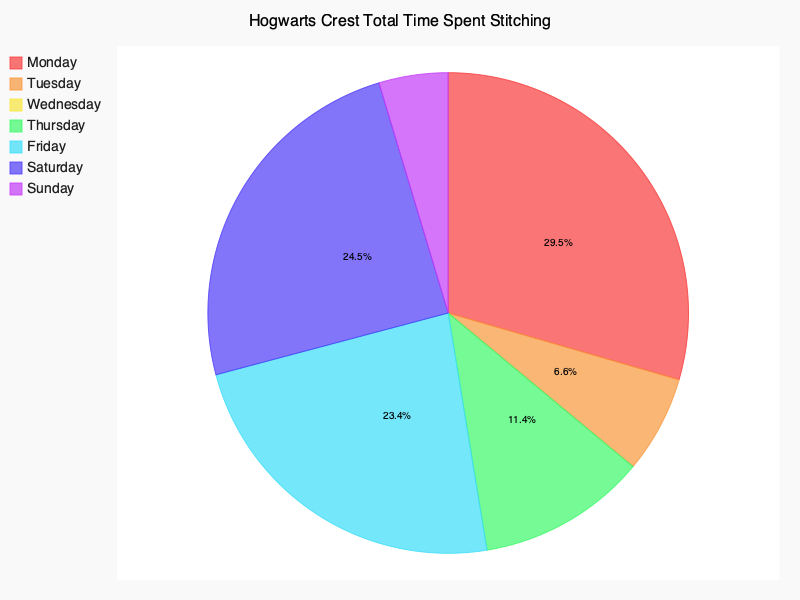 Hogwarts Crest Total Time Spent Stitching
Monday
Tuesday
Wednesday
Thursday
Friday
Saturday
Sunday
29.5%
24.5%
6.6%
23.4%
11.4%